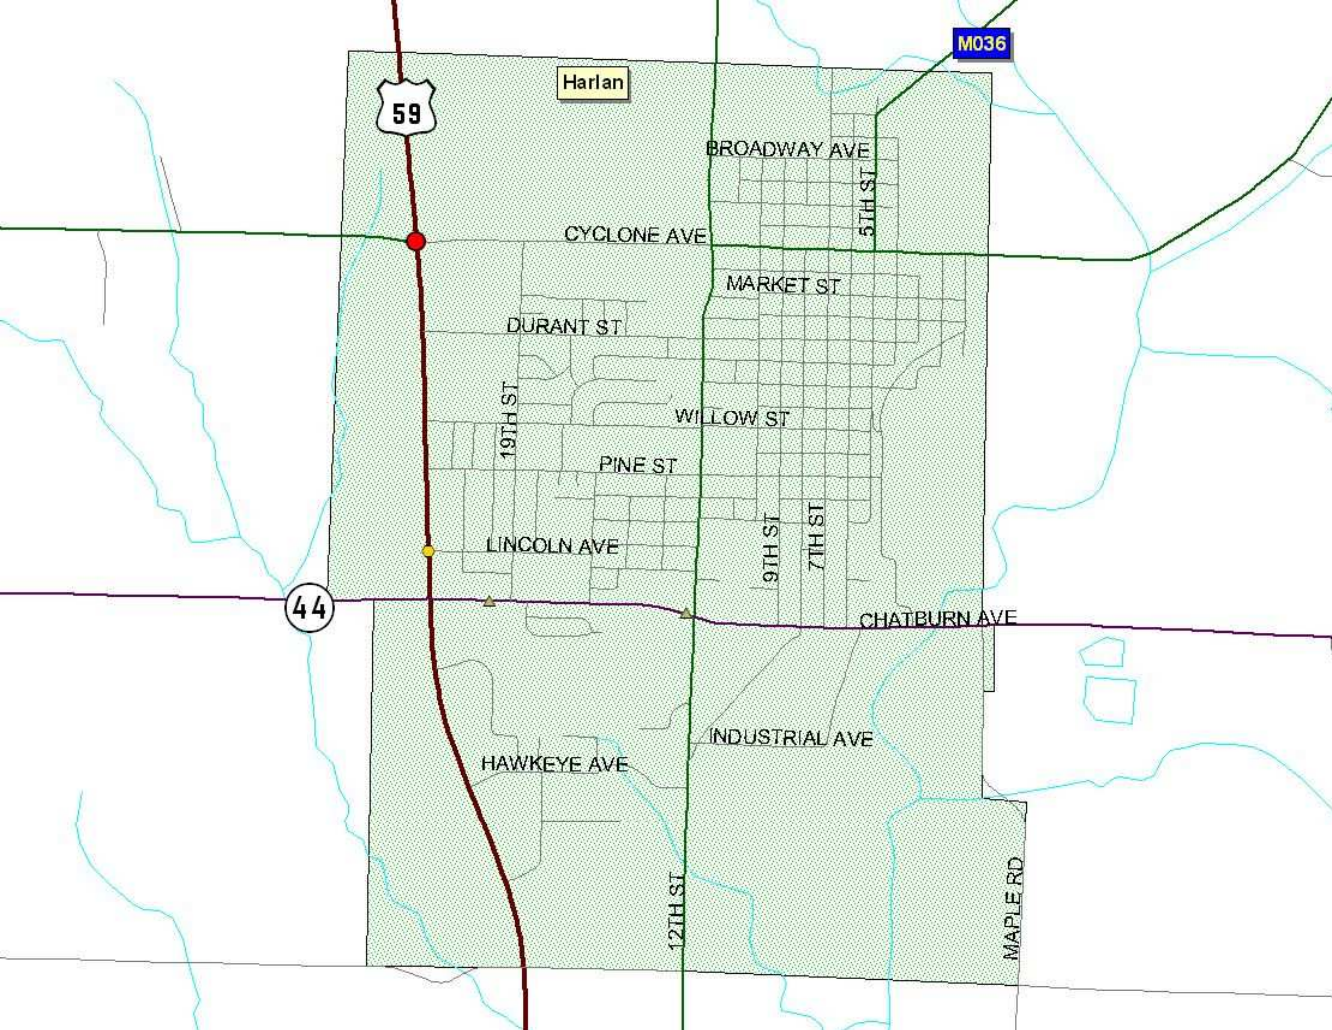 M036
Harlan
59
BROADWAY AVE
5TH ST
CYCLONE AVE
MARKET ST
DURANT ST
19TH ST
WILLOW ST
PINE ST
9TH ST
7TH ST
LINCOLN AVE
44
CHATBURN AVE
INDUSTRIAL AVE
HAWKEYE AVE
12TH ST
MAPLE RD